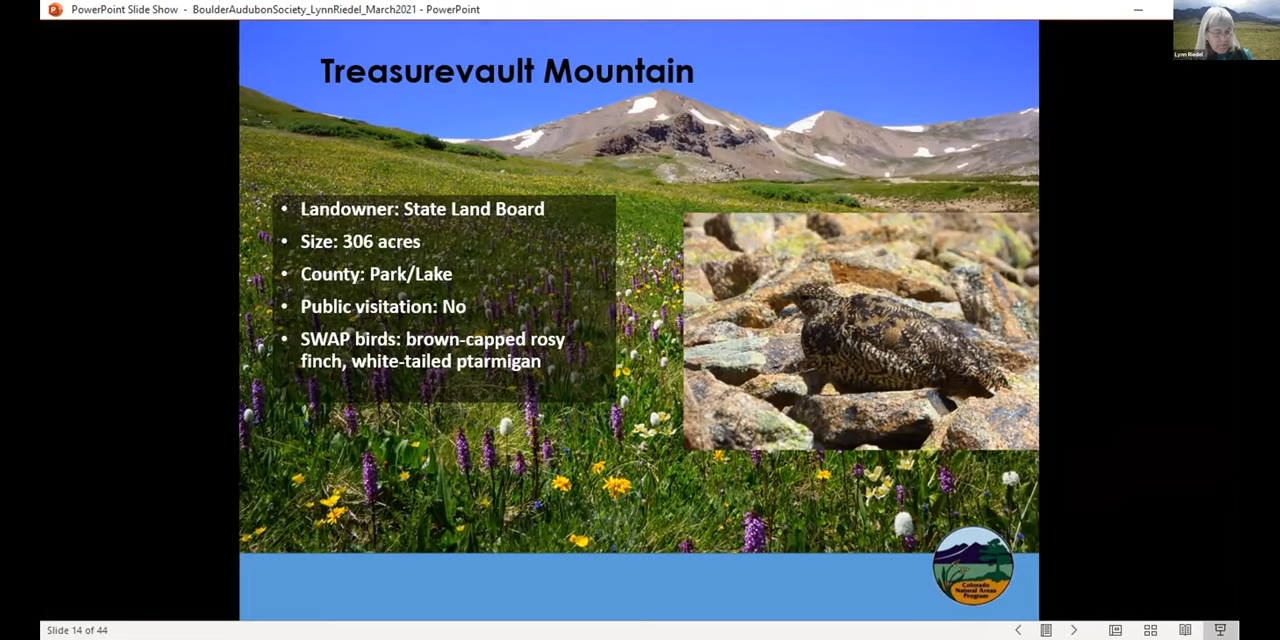 PowerPoint Slide Show - BoulderAudubonSociety_LynnRiedel_March2021 - PowerPoint
Lynn Riedel
Treasurevault Mountain
• Landowner: State Land Board
• Size: 306 acres
• County: Park/Lake
• Public visitation: No
• SWAP birds: brown-capped rosy
finch, white-tailed ptarmigan
Colorado
Natural Areas
Program
Slide 14 of 44